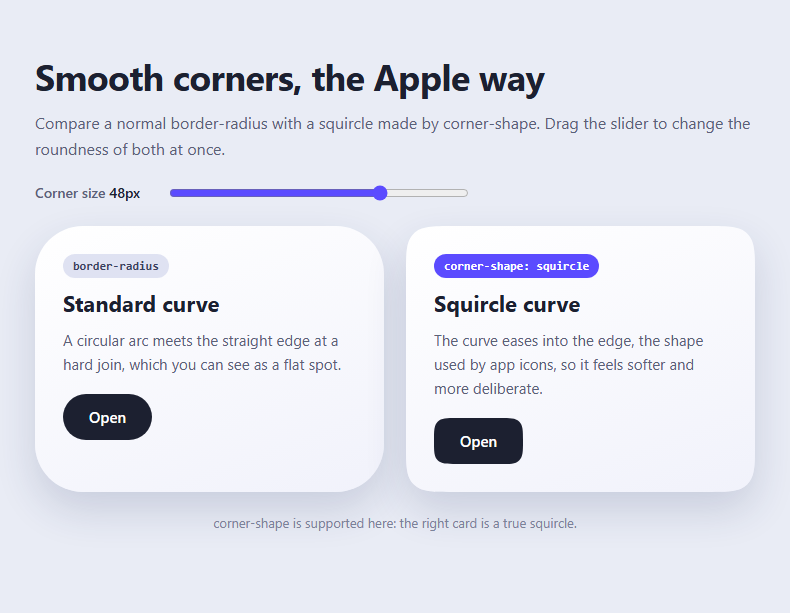 Smooth corners, the Apple way
Compare a normal border-radius with a squircle made by corner-shape. Drag the slider to change the
roundness of both at once.
Corner size 48px
border-radius
Standard curve
A circular arc meets the straight edge at a
hard join, which you can see as a flat spot.
Open
corner-shape: squircle
Squircle curve
The curve eases into the edge, the shape
used by app icons, so it feels softer and
more deliberate.
Open
corner-shape is supported here: the right card is a true squircle.